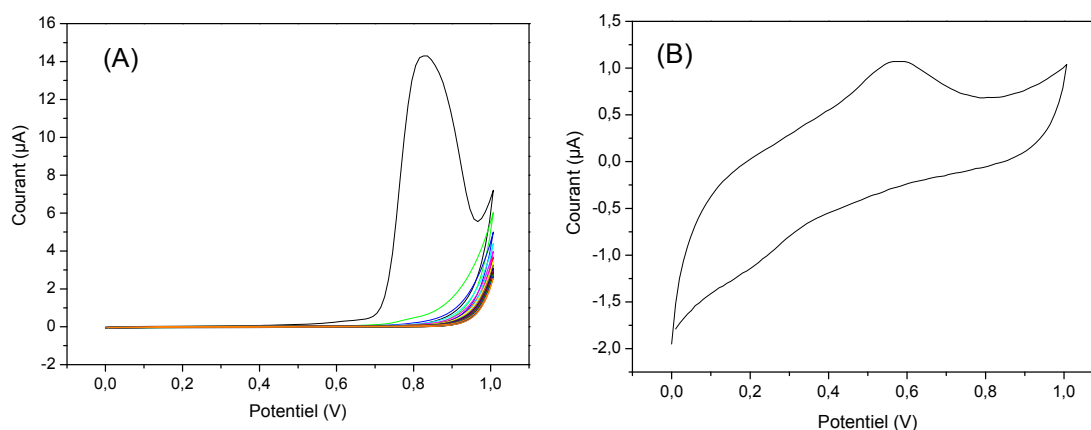 (A)
16
14
12
10
8
6
4
2
0
-2
Courant (µA)
0,0 0,2 0,4 0,6 0,8 1,0
Potentiel (V)
(B)
1,5
1,0
0,5
0,0
-0,5
-1,0
-1,5
-2,0
Courant (µA)
0,0 0,2 0,4 0,6 0,8 1,0
Potentiel (V)